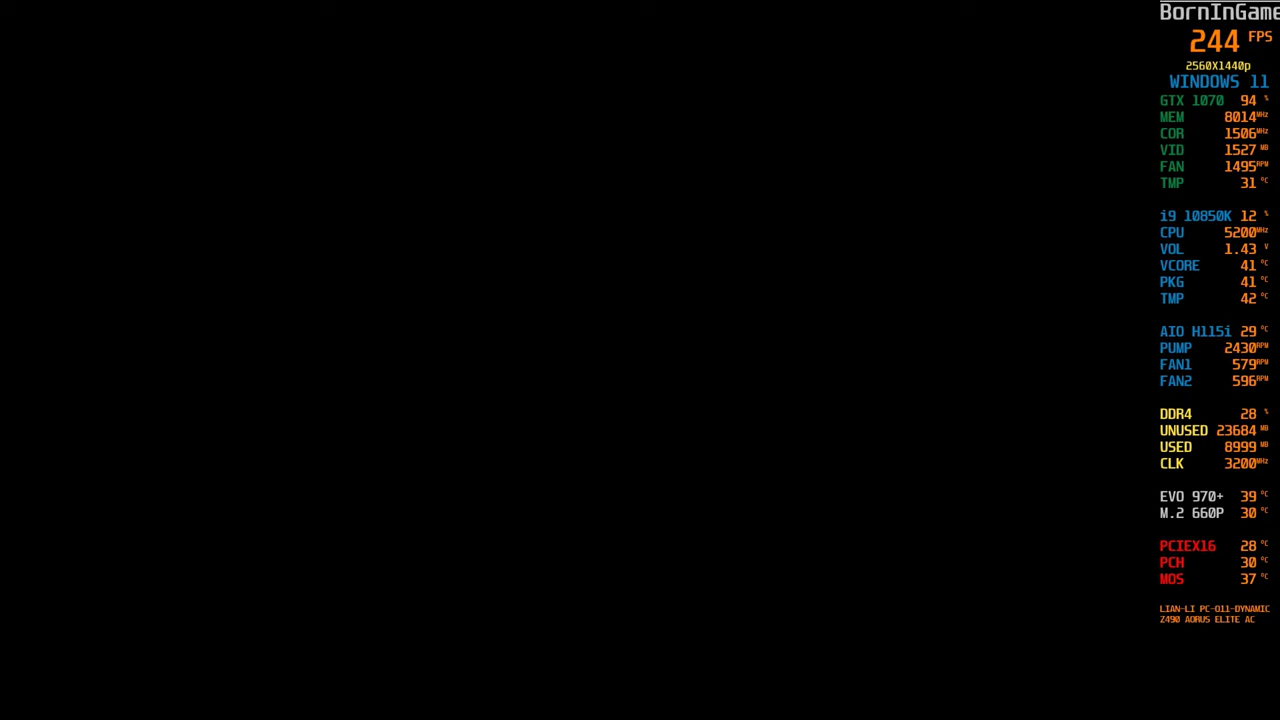 BornInGame
244 FPS
2560X1440p
WINDOWS 11
GTX 1070 94 %
MEM 8014 MHz
COR 1506 MHz
VID 1527 MB
FAN 1495 RPM
TMP 31 °C
i9 10850K 12 %
CPU 5200 MHz
VOL 1.43 V
VCORE 41 °C
PKG 41 °C
TMP 42 °C
AIO H115i 29 °C
PUMP 2430 RPM
FAN1 579 RPM
FAN2 596 RPM
DDR4 28 %
UNUSED 23684 MB
USED 8999 MB
CLK 3200 MHz
EVO 970+ 39 °C
M.2 660P 30 °C
PCIEX16 28 °C
PCH 30 °C
MOS 37 °C
LIAN-LI PC-O11-DYNAMIC
Z490 AORUS ELITE AC